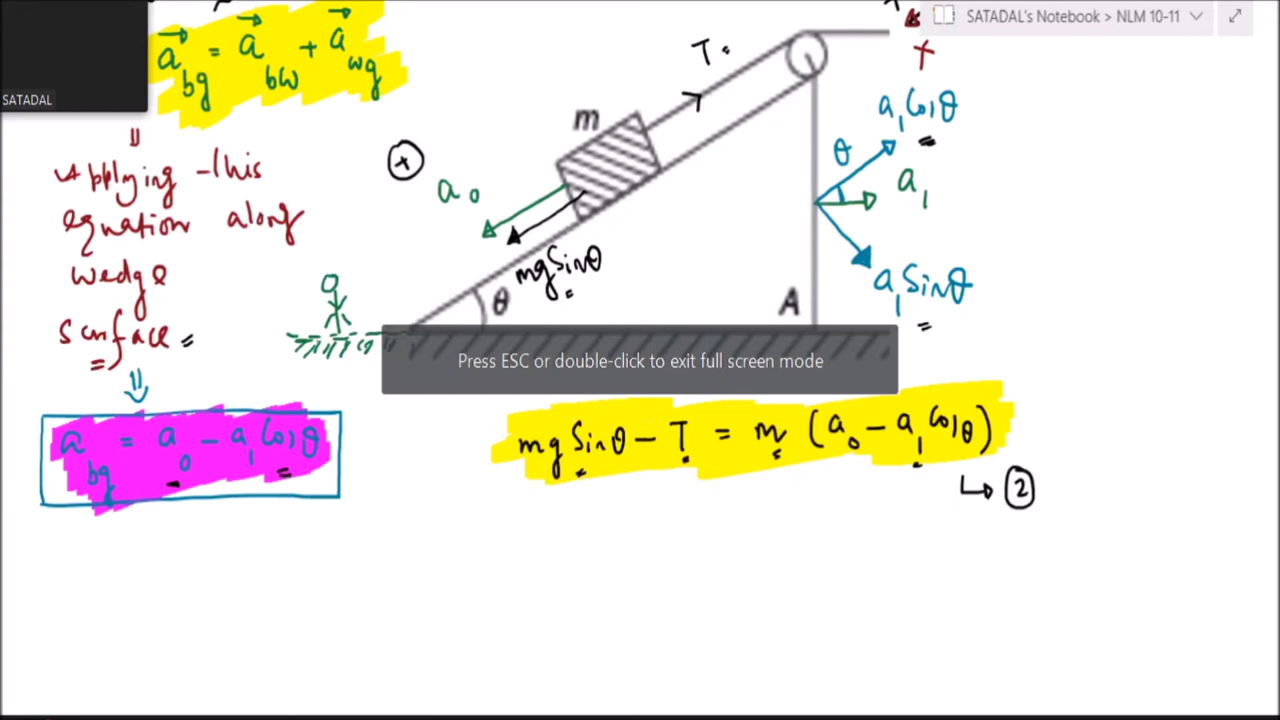 SATADAL's Notebook > NLM 10-11
SATADAL
a bg = a bw + a wg
Applying this
equation along
wedge
surface
a bg = a₀ - a₁ Cosθ
T
m
+
a₀
mg Sinθ
θ
A
T
a₁ Cosθ
θ
a₁
a₁ Sinθ
Press ESC or double-click to exit full screen mode
mg Sinθ - T = m (a₀ - a₁ Cosθ)
2